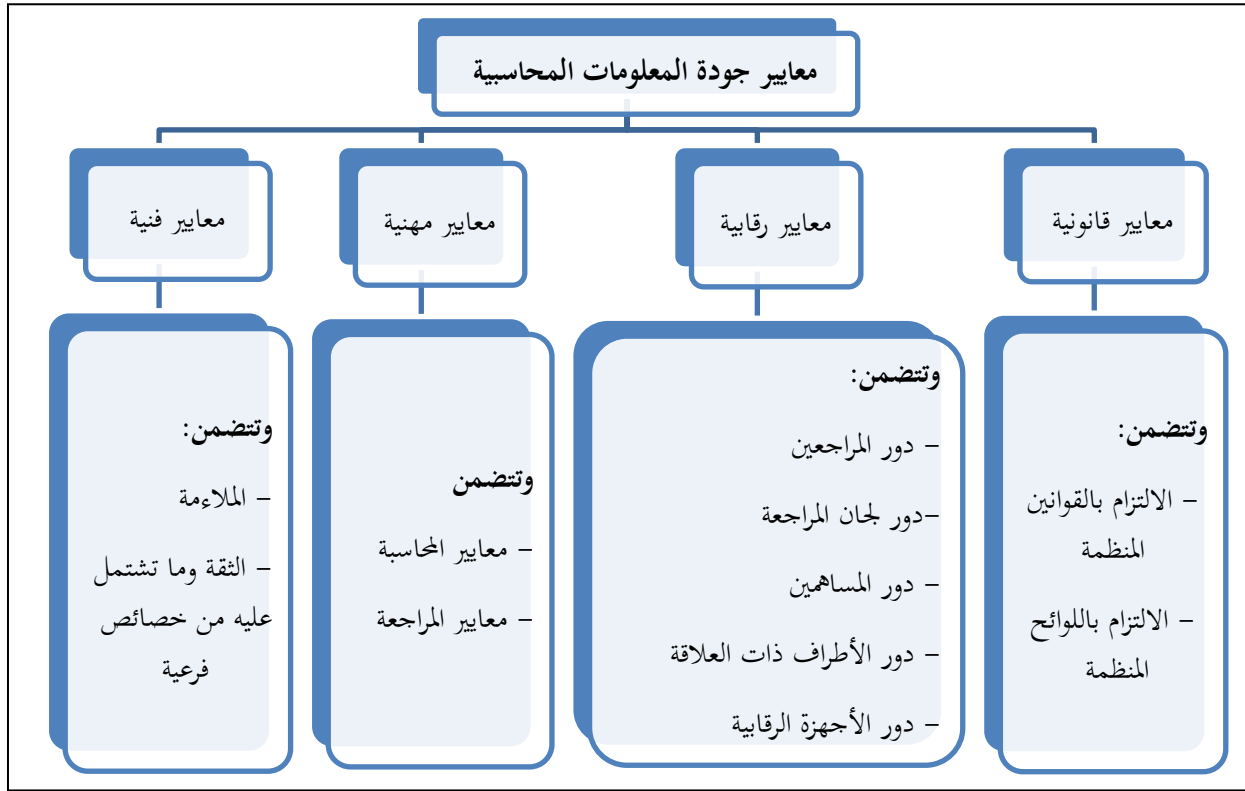 معايير جودة المعلومات المحاسبية
معايير قانونية
معايير رقابية
معايير مهنية
معايير فنية
وتتضمن:
– الالتزام بالقوانين
المنظمة
– الالتزام باللوائح
المنظمة
وتتضمن:
– دور المراجعين
–دور لجان المراجعة
– دور المساهمين
– دور الأطراف ذات العلاقة
– دور الأجهزة الرقابية
وتتضمن
– معايير المحاسبة
– معايير المراجعة
وتتضمن:
– الملاءمة
– الثقة وما تشتمل
عليه من خصائص
فرعية